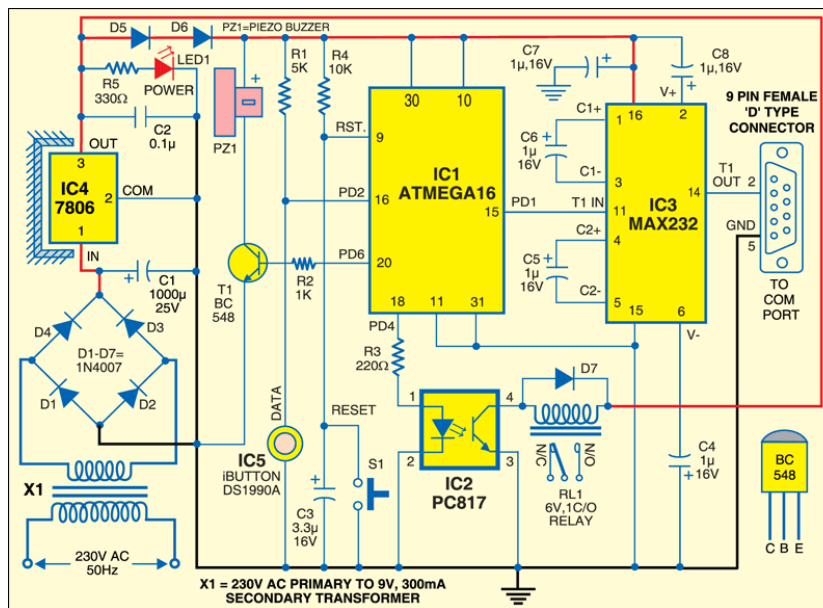 D5
D6
PZ1=PIEZO BUZZER
R5
330Ω
LED1
POWER
C2
0.1µ
OUT
3
IC4
7806
2
COM
1
IN
C1
1000µ
25V
D4
D3
D1-D7=
1N4007
D1
D2
X1
230V AC
50Hz
PZ1
R1
5K
R4
10K
RST.
PD2
PD6
T1
BC
548
R2
1K
30
10
9
16
20
IC1
ATMEGA16
15
PD1
18
11
31
PD4
R3
220Ω
DATA
IC5
iBUTTON
DS1990A
RESET
S1
C3
3.3µ
16V
1
2
4
3
IC2
PC817
D7
N/C
N/O
RL1
6V,1C/O
RELAY
C7
1µ,16V
C8
1µ,16V
V+
C1+
C6
1µ
16V
C1-
T1 IN
C2+
C5
1µ
16V
C2-
16
2
1
3
11
4
5
15
6
14
IC3
MAX232
V-
C4
1µ
16V
T1
OUT
2
GND
5
9 PIN FEMALE
'D' TYPE
CONNECTOR
TO
COM
PORT
BC
548
C B E
X1 = 230V AC PRIMARY TO 9V, 300mA
SECONDARY TRANSFORMER